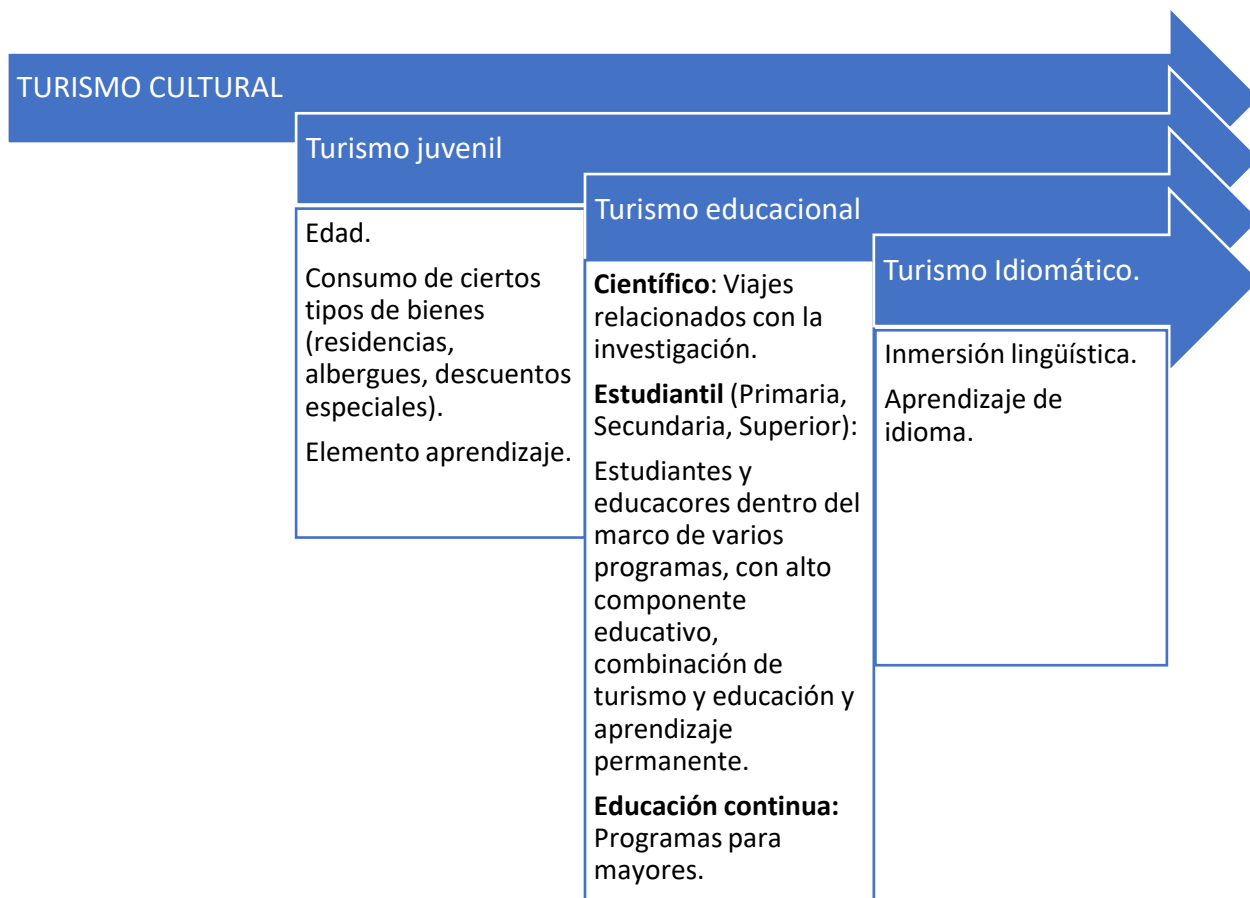 TURISMO CULTURAL
Turismo juvenil
Edad.
Consumo de ciertos
tipos de bienes
(residencias,
albergues, descuentos
especiales).
Elemento aprendizaje.
Turismo educacional
Científico: Viajes
relacionados con la
investigación.
Estudiantil (Primaria,
Secundaria, Superior):
Estudiantes y
educacores dentro del
marco de varios
programas, con alto
componente
educativo,
combinación de
turismo y educación y
aprendizaje
permanente.
Educación continua:
Programas para
mayores.
Turismo Idiomático.
Inmersión lingüística.
Aprendizaje de
idioma.